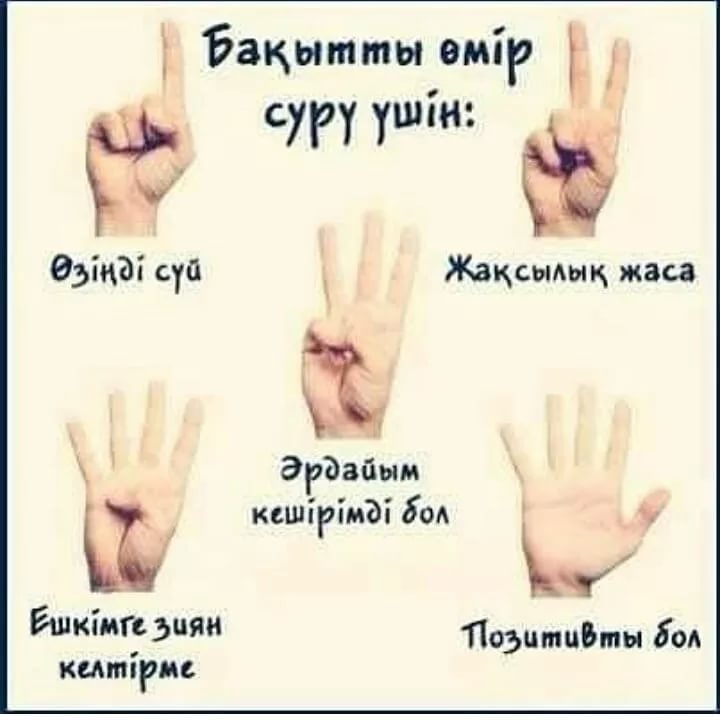 Бақытты өмір
сүру үшін:
Өзіңді сүй
Жақсылық жаса
Әрдайым
кешірімді бол
Ешкімге зиян
келтірме
Позитивты бол